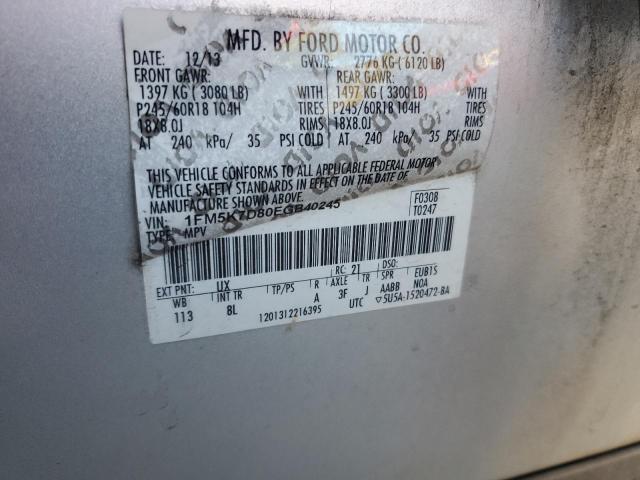 MFD. BY FORD MOTOR CO.
DATE: 12/13 GVWR: 2776 KG ( 6120 LB)
FRONT GAWR: REAR GAWR:
1397 KG ( 3080 LB) WITH 1497 KG ( 3300 LB) WITH
P245/60R18 104H TIRES P245/60R18 104H TIRES
18X8.0J RIMS 18X8.0J RIMS
AT 240 kPa/ 35 PSI COLD AT 240 kPa/ 35 PSI COLD
THIS VEHICLE CONFORMS TO ALL APPLICABLE FEDERAL MOTOR
VEHICLE SAFETY STANDARDS IN EFFECT ON THE DATE OF
MANUFACTURE SHOWN ABOVE.
VIN: 1FM5K7D80EGB40245 F0308
TYPE: MPV T0247
EXT PNT: UX RC: 21 DSO:
WB INT TR TP/PS R AXLE TR SPR EUB1S
113 8L A 3F J AABB N0A
1201312216395 UTC 5U5A-1520472-BA